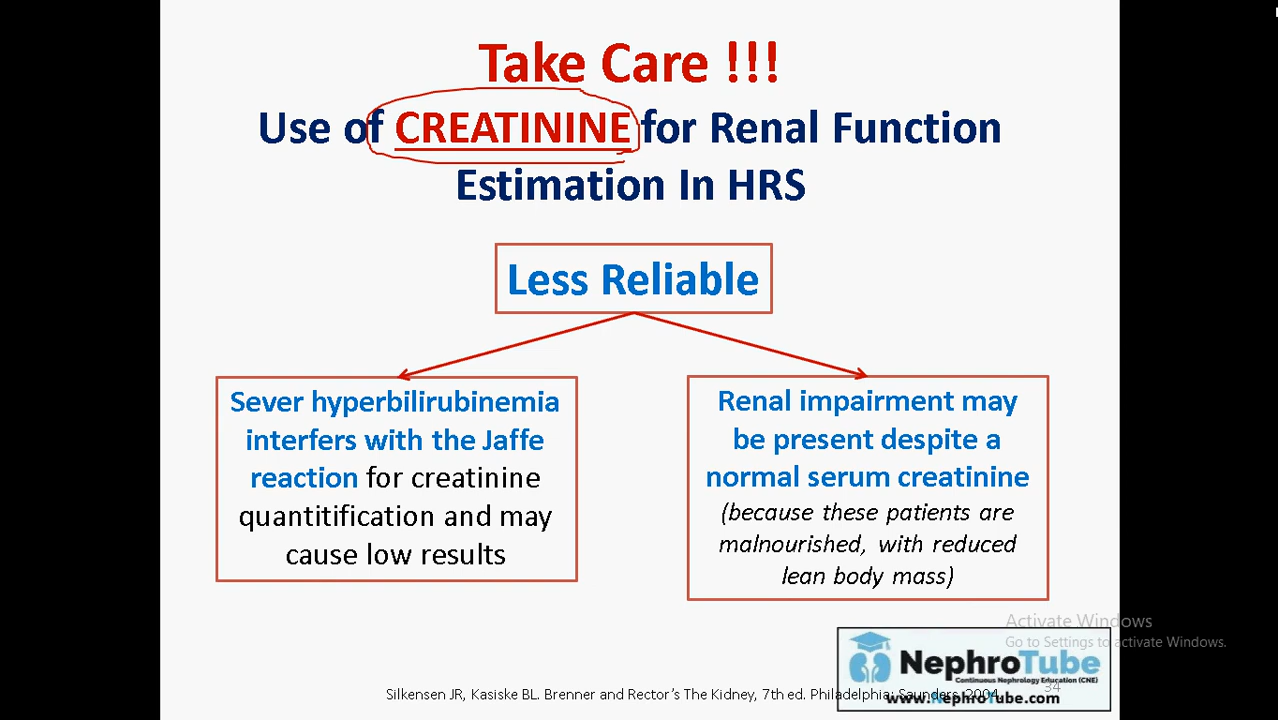 Take Care !!!
Use of CREATININE for Renal Function
Estimation In HRS
Less Reliable
Sever hyperbilirubinemia
interfers with the Jaffe
reaction for creatinine
quantitification and may
cause low results
Renal impairment may
be present despite a
normal serum creatinine
(because these patients are
malnourished, with reduced
lean body mass)
Activate Windows
Go to Settings to activate Windows.
NephroTube
Continuous Nephrology Education (CNE)
www.NephroTube.com
34
Silkensen JR, Kasiske BL. Brenner and Rector's The Kidney, 7th ed. Philadelphia: Saunders, 2004.